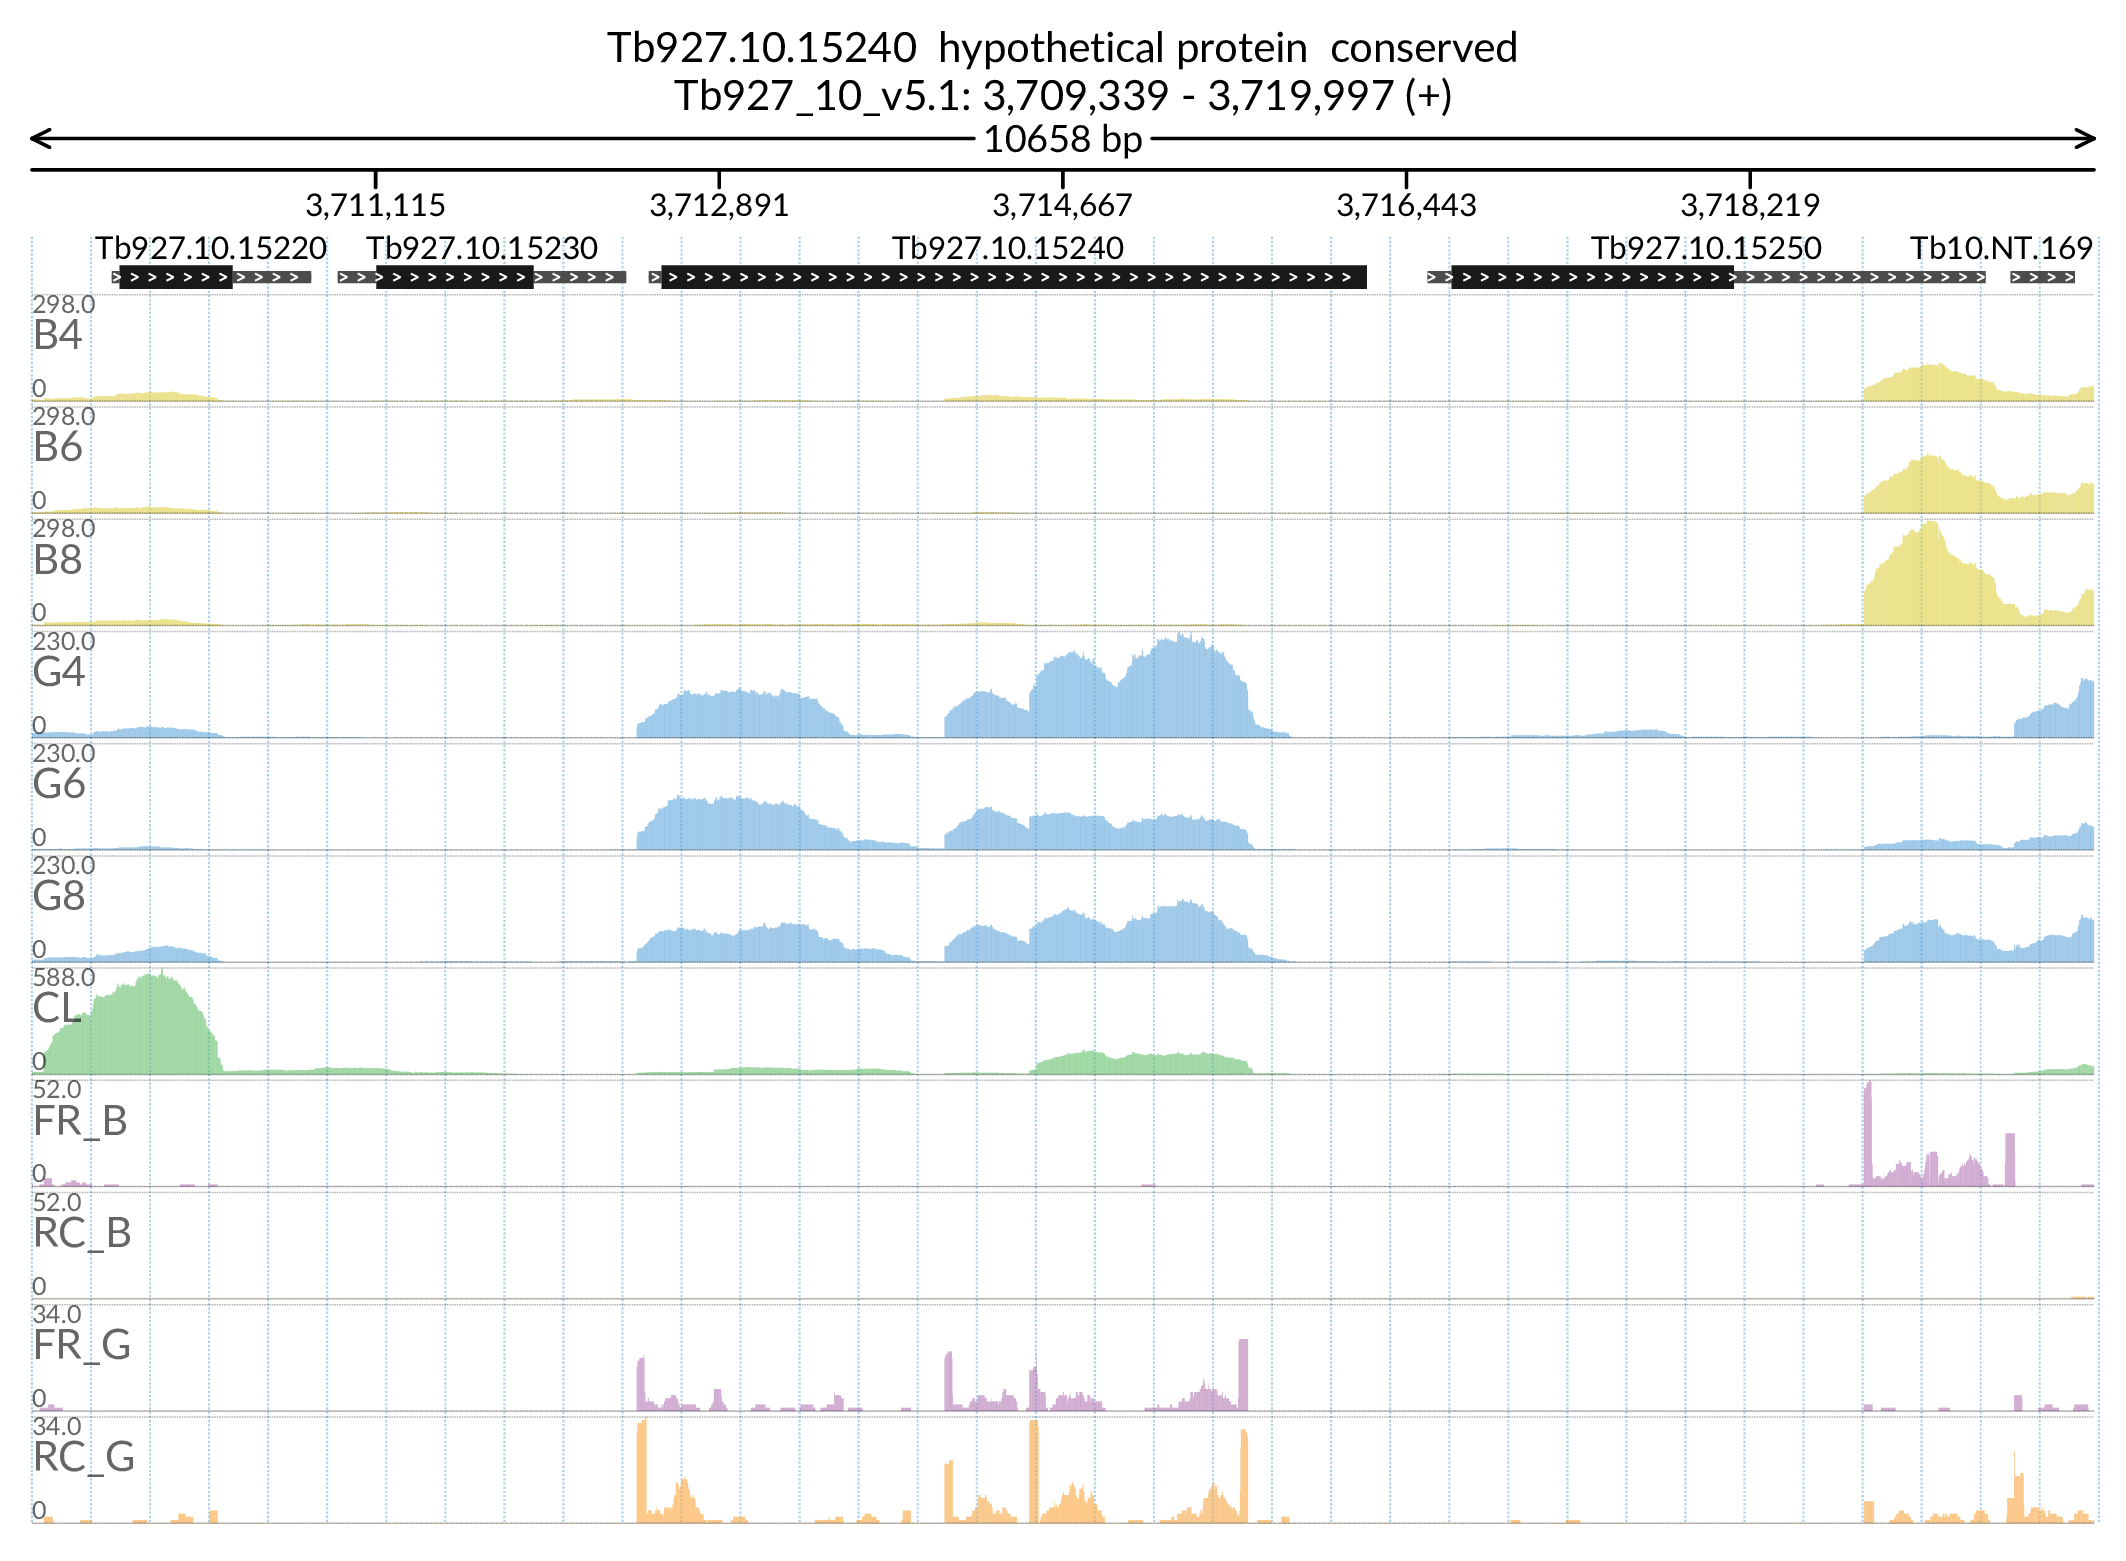 Tb927.10.15240 hypothetical protein conserved
Tb927_10_v5.1: 3,709,339 - 3,719,997 (+)
10658 bp
3,711,115 3,712,891 3,714,667 3,716,443 3,718,219
Tb927.10.15220 Tb927.10.15230 Tb927.10.15240 Tb927.10.15250 Tb10.NT.169
298.0
B4
0
298.0
B6
0
298.0
B8
0
230.0
G4
0
230.0
G6
0
230.0
G8
0
588.0
CL
0
52.0
FR_B
0
52.0
RC_B
0
34.0
FR_G
0
34.0
RC_G
0